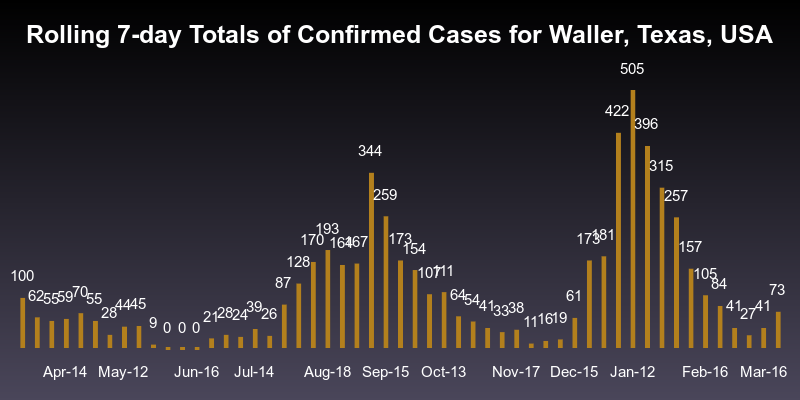 Rolling 7-day Totals of Confirmed Cases for Waller, Texas, USA
505
422
396
344
315
259
257
193
170 173 173 181
164 167 154 157
128
100 107 111 105
87 84
62 55 59 70 55 64 54 61 73
28 44 45 21 28 24 39 26 41 33 38 41 27 41
9 0 0 0 11 16 19
Apr-14 May-12 Jun-16 Jul-14 Aug-18 Sep-15 Oct-13 Nov-17 Dec-15 Jan-12 Feb-16 Mar-16